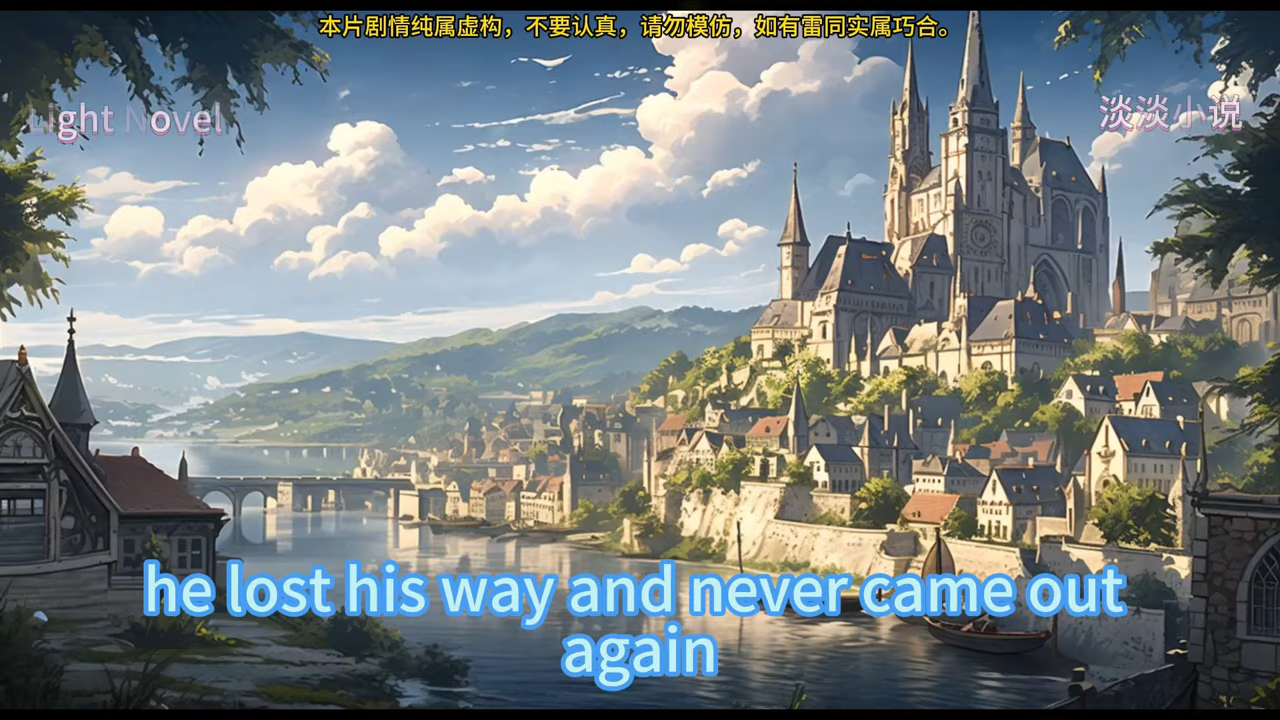 本片剧情纯属虚构，不要认真，请勿模仿，如有雷同实属巧合。
Light Novel
淡淡小说
he lost his way and never came out
again